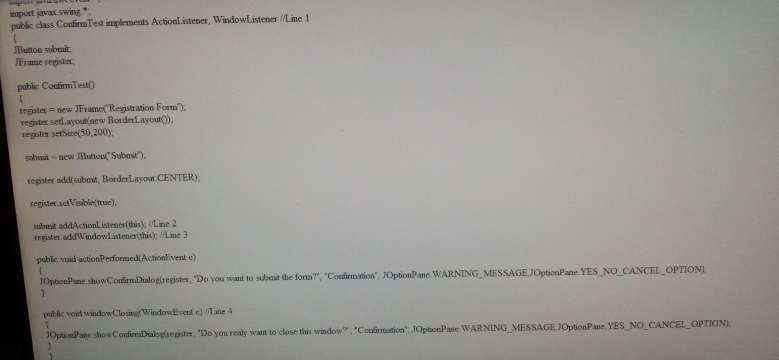 import javax.swing.*;
public class ConfirmTest implements ActionListener, WindowListener //Line 1
{
JButton submit;
JFrame register;
public ConfirmTest()
{
register = new JFrame("Registration Form");
register.setLayout(new BorderLayout());
register.setSize(50,200);
submit = new JButton("Submit");
register.add(submit, BorderLayout.CENTER);
register.setVisible(true);
submit.addActionListener(this); //Line 2
register.addWindowListener(this); //Line 3
public void actionPerformed(ActionEvent e)
{
JOptionPane.showConfirmDialog(register, "Do you want to submit the form?", "Confirmation", JOptionPane.WARNING_MESSAGE,JOptionPane.YES_NO_CANCEL_OPTION);
}
public void windowClosing(WindowEvent e) //Line 4
{
JOptionPane.showConfirmDialog(register, "Do you realy want to close this window?", "Confirmation", JOptionPane.WARNING_MESSAGE,JOptionPane.YES_NO_CANCEL_OPTION);
}
}